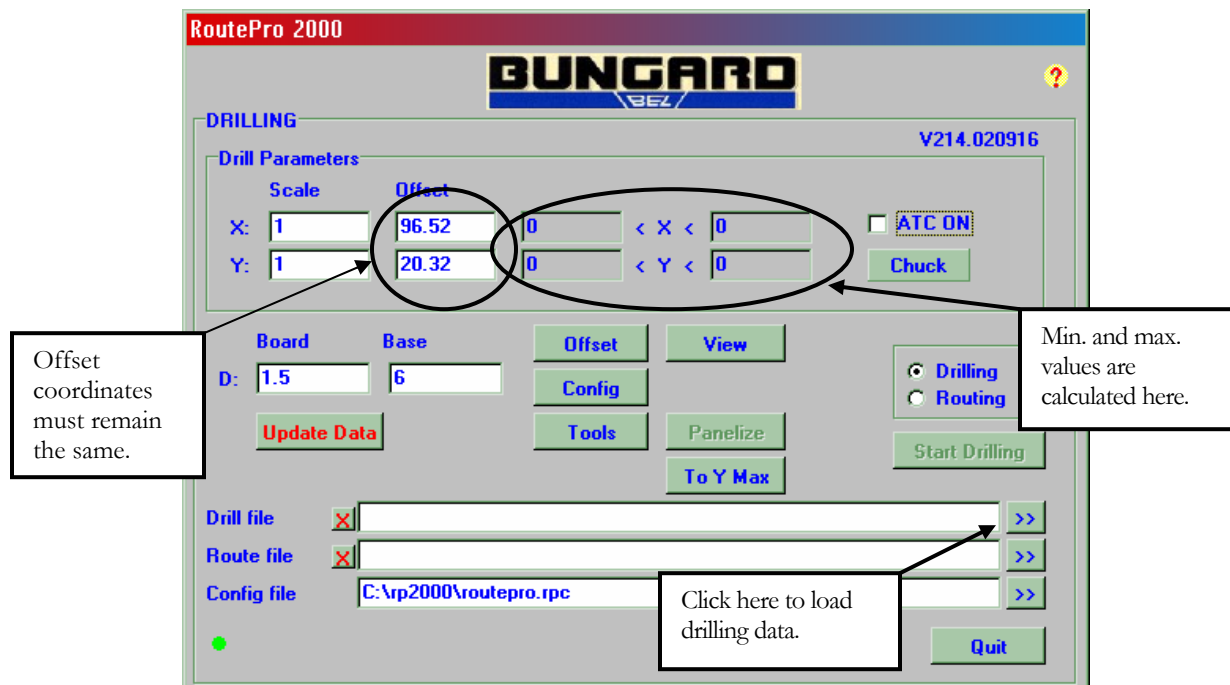 RoutePro 2000
BUNGARD
BEZ
?
DRILLING
V214.020916
Drill Parameters
Scale Offset
X: 1 96.52 0 < X < 0 ATC ON
Y: 1 20.32 0 < Y < 0 Chuck
Offset
coordinates
must remain
the same.
Min. and max.
values are
calculated here.
Board Base
D: 1.5 6
Update Data
Offset View
Config
Tools Panelize
To Y Max
Drilling
Routing
Start Drilling
Drill file X >>
Route file X >>
Config file C:\rp2000\routepro.rpc >>
Click here to load
drilling data.
Quit